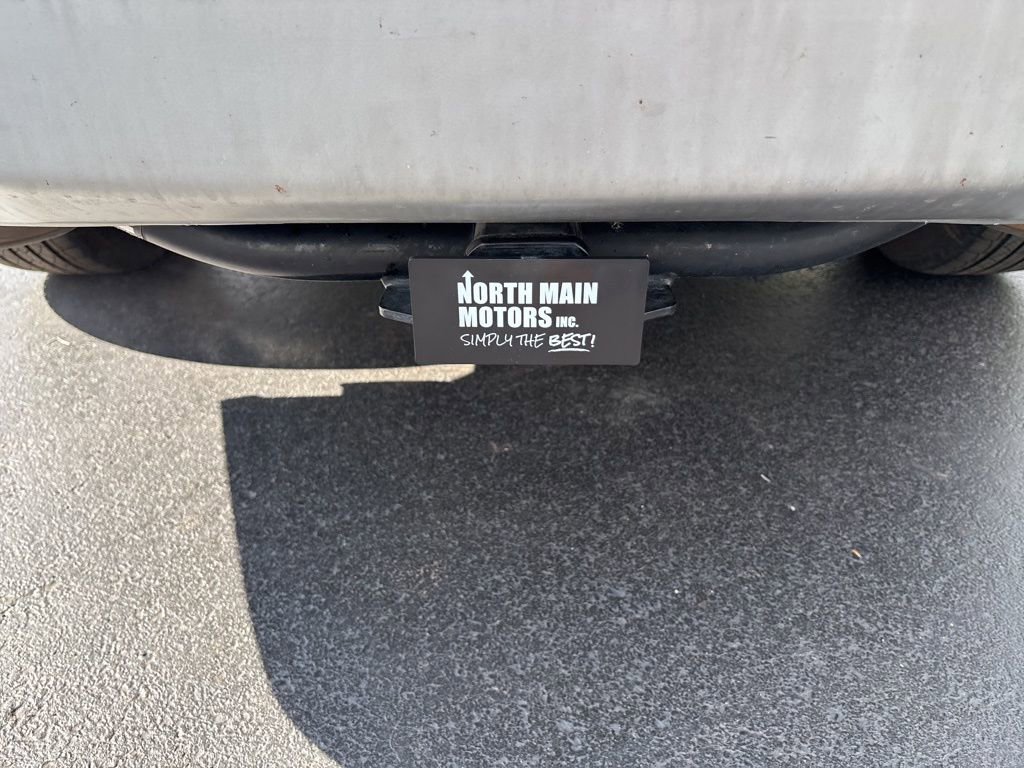 NORTH MAIN
MOTORS INC.
SIMPLY THE BEST!